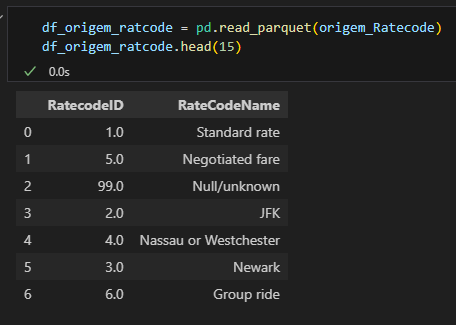 df_origem_ratcode = pd.read_parquet(origem_Ratecode)
df_origem_ratcode.head(15)
0.0s
RatecodeID RateCodeName
0 1.0 Standard rate
1 5.0 Negotiated fare
2 99.0 Null/unknown
3 2.0 JFK
4 4.0 Nassau or Westchester
5 3.0 Newark
6 6.0 Group ride